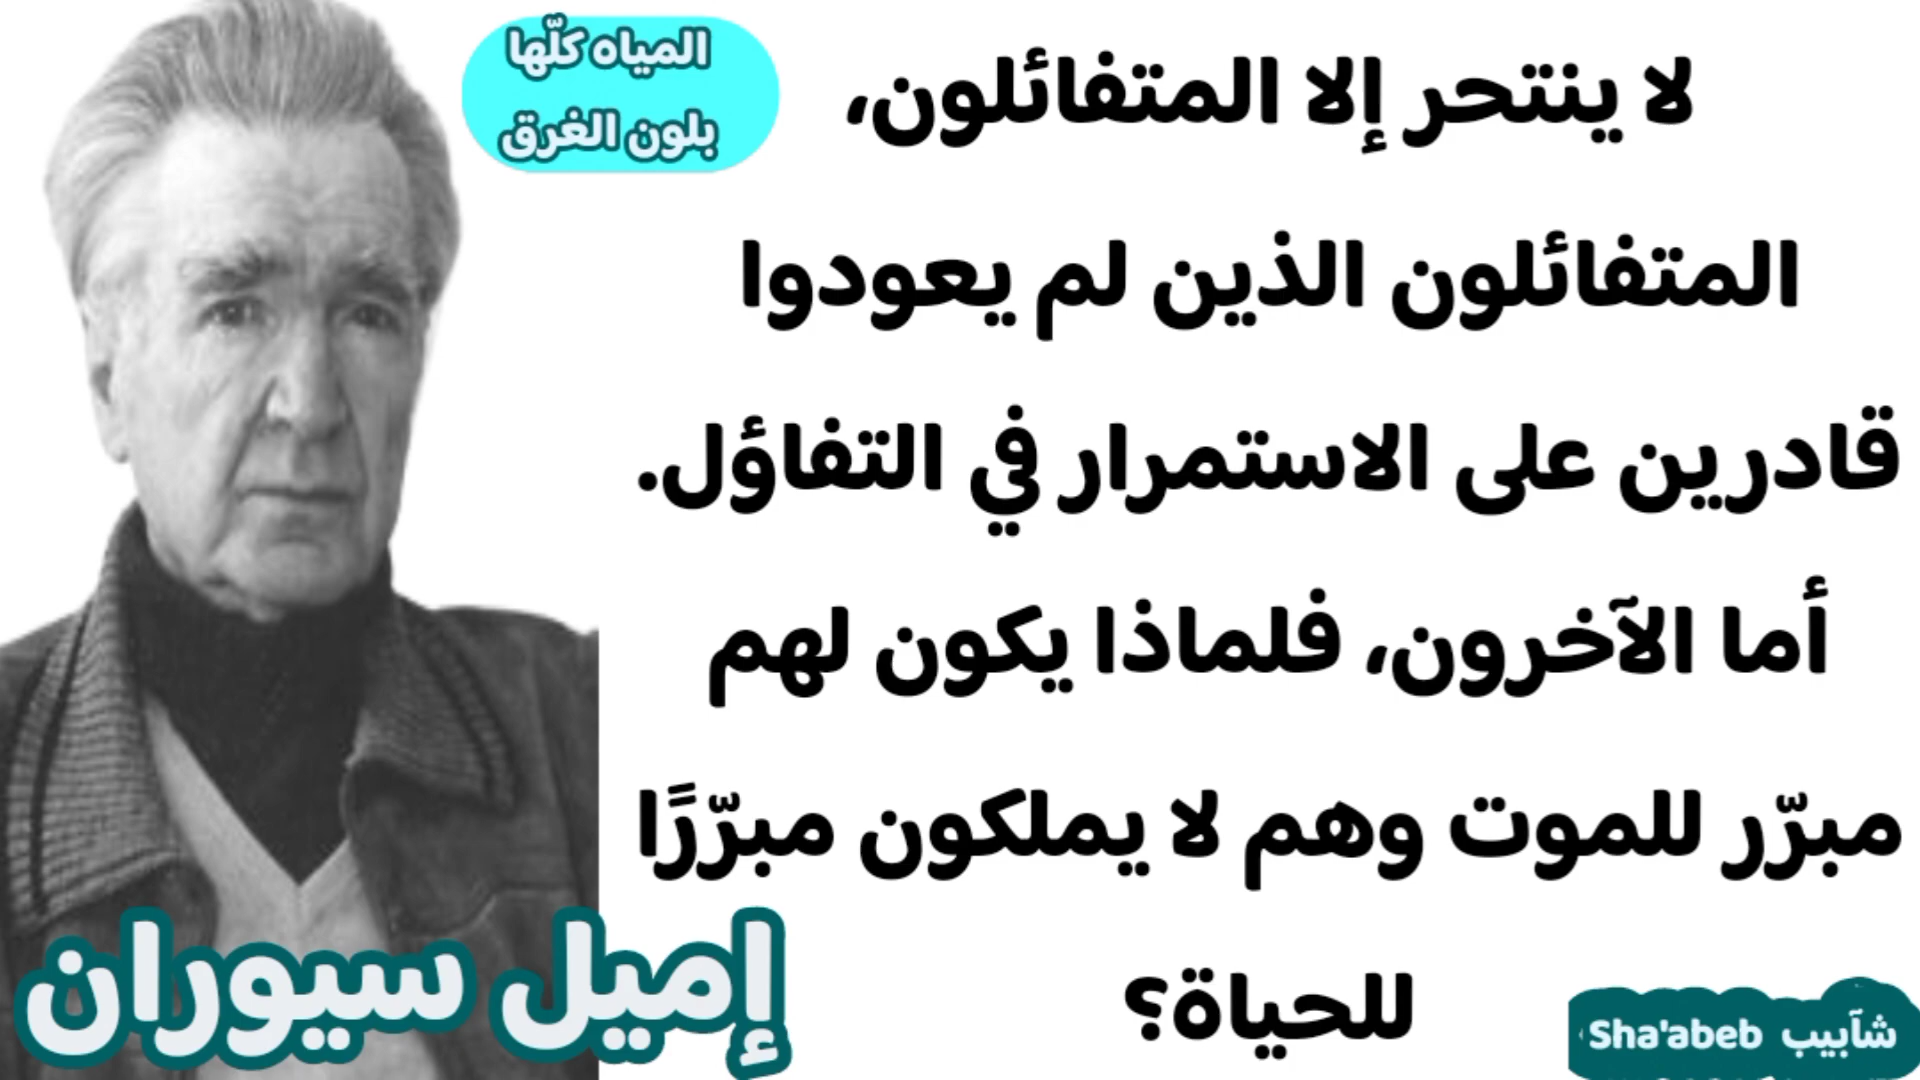 المياه كلّها
بلون الغرق
لا ينتحر إلا المتفائلون،
المتفائلون الذين لم يعودوا
قادرين على الاستمرار في التفاؤل.
أما الآخرون، فلماذا يكون لهم
مبرّر للموت وهم لا يملكون مبرّرًا
للحياة؟
إميل سيوران
شآبيب Sha'abeb